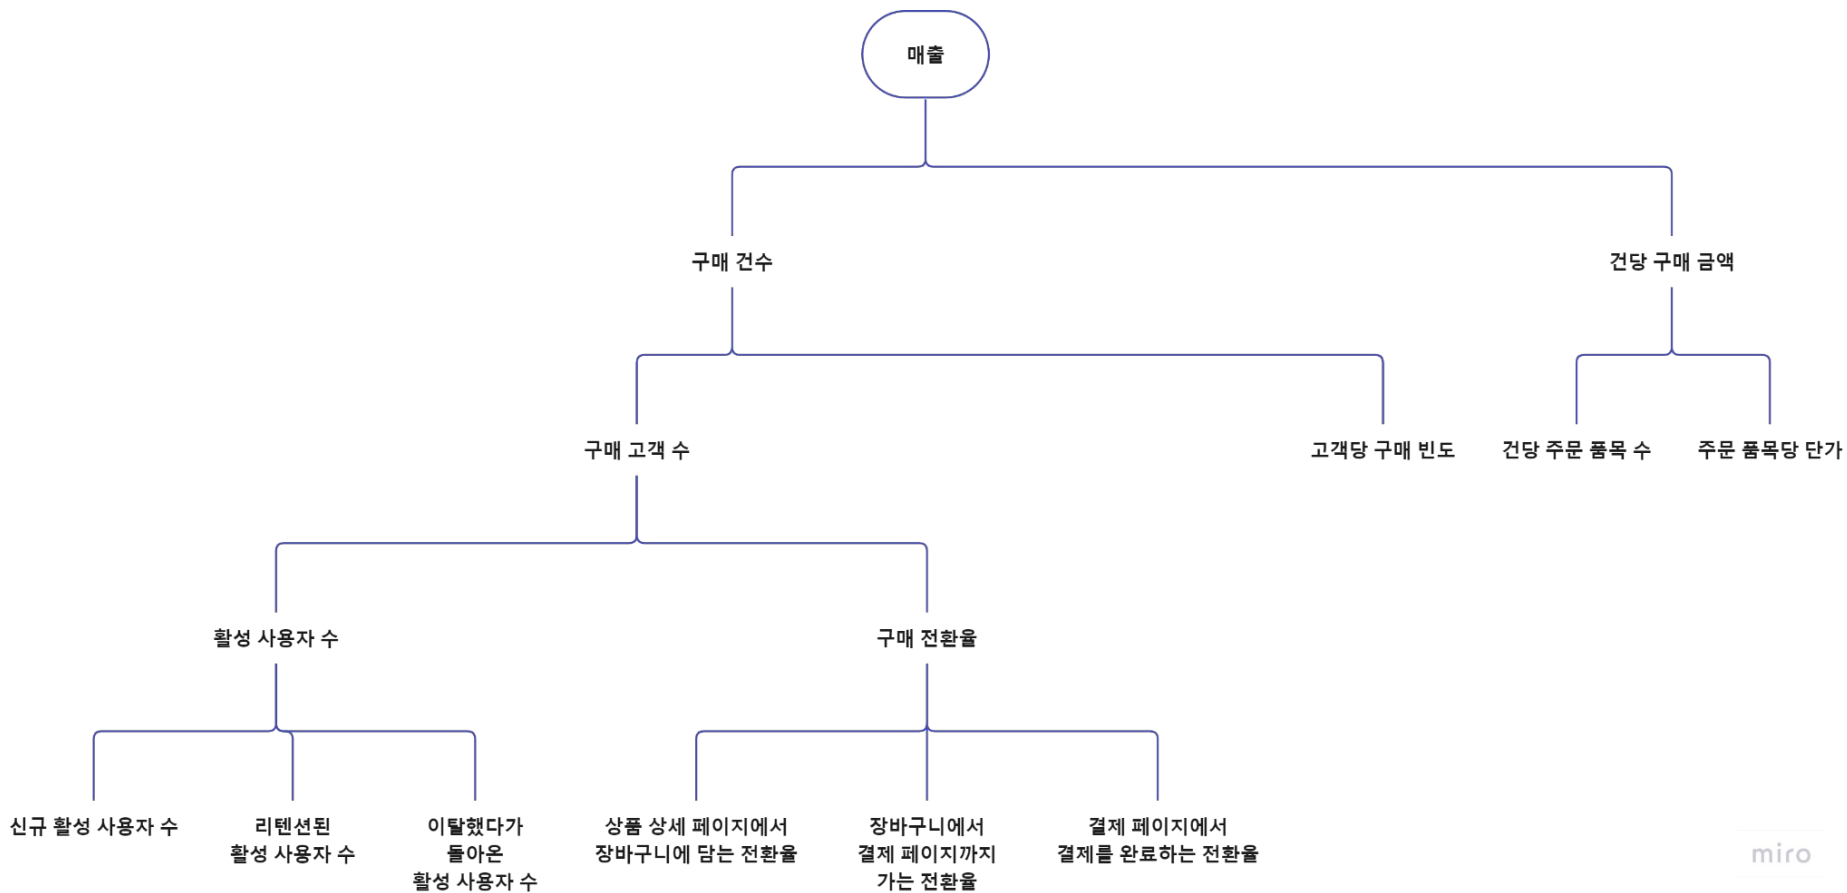 매출
구매 건수
건당 구매 금액
구매 고객 수
고객당 구매 빈도
건당 주문 품목 수
주문 품목당 단가
활성 사용자 수
구매 전환율
신규 활성 사용자 수
리텐션된
활성 사용자 수
이탈했다가
돌아온
활성 사용자 수
상품 상세 페이지에서
장바구니에 담는 전환율
장바구니에서
결제 페이지까지
가는 전환율
결제 페이지에서
결제를 완료하는 전환율
miro